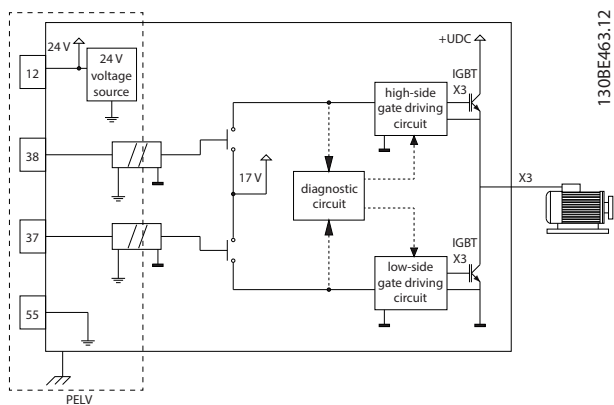 130BE463.12
+UDC
24 V
24 V
voltage
source
12
IGBT
X3
high-side
gate driving
circuit
38
17 V
diagnostic
circuit
X3
37
IGBT
X3
low-side
gate driving
circuit
55
PELV